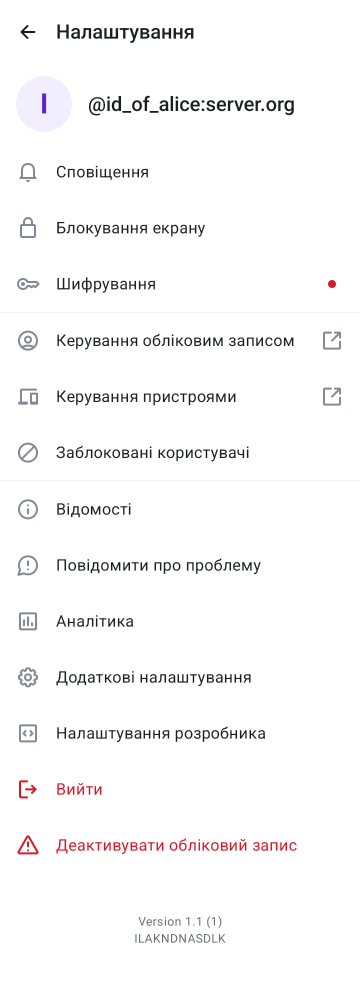 Налаштування
I
@id_of_alice:server.org
Сповіщення
Блокування екрану
Шифрування
Керування обліковим записом
Керування пристроями
Заблоковані користувачі
Відомості
Повідомити про проблему
Аналітика
Додаткові налаштування
Налаштування розробника
Вийти
Деактивувати обліковий запис
Version 1.1 (1)
ILAKNDNASDLK